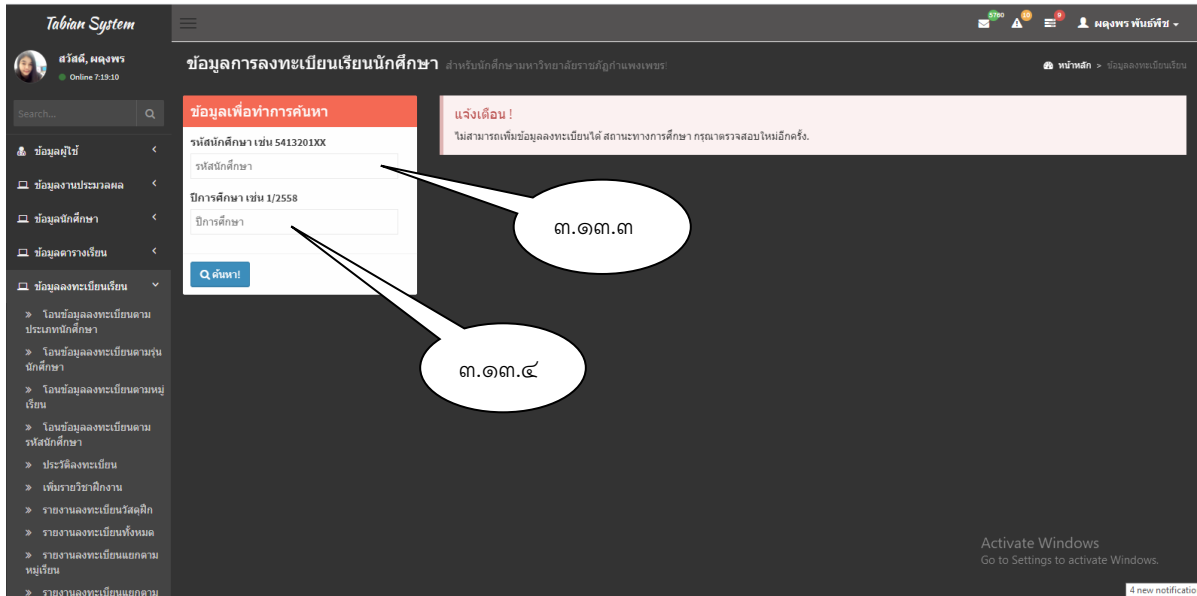 Tabian System
5760
10
9
ผดุงพร พันธ์พืช
สวัสดี, ผดุงพร
Online 7:19:10
ข้อมูลการลงทะเบียนเรียนนักศึกษา สำหรับนักศึกษามหาวิทยาลัยราชภัฏกำแพงเพชร!
หน้าหลัก > ข้อมูลลงทะเบียนเรียน
Search...
ข้อมูลผู้ใช้
ข้อมูลงานประมวลผล
ข้อมูลนักศึกษา
ข้อมูลตารางเรียน
ข้อมูลลงทะเบียนเรียน
» โอนข้อมูลลงทะเบียนตาม
ประเภทนักศึกษา
» โอนข้อมูลลงทะเบียนตามรุ่น
นักศึกษา
» โอนข้อมูลลงทะเบียนตามหมู่
เรียน
» โอนข้อมูลลงทะเบียนตาม
รหัสนักศึกษา
» ประวัติลงทะเบียน
» เพิ่มรายวิชาฝึกงาน
» รายงานลงทะเบียนวัสดุฝึก
» รายงานลงทะเบียนทั้งหมด
» รายงานลงทะเบียนแยกตาม
หมู่เรียน
» รายงานลงทะเบียนแยกตาม
ข้อมูลเพื่อทำการค้นหา
รหัสนักศึกษา เช่น 5413201XX
รหัสนักศึกษา
ปีการศึกษา เช่น 1/2558
ปีการศึกษา
ค้นหา!
แจ้งเตือน !
ไม่สามารถเพิ่มข้อมูลลงทะเบียนได้ สถานะทางการศึกษา กรุณาตรวจสอบใหม่อีกครั้ง.
๓.๑๓.๓
๓.๑๓.๔
Activate Windows
Go to Settings to activate Windows.
4 new notificatio